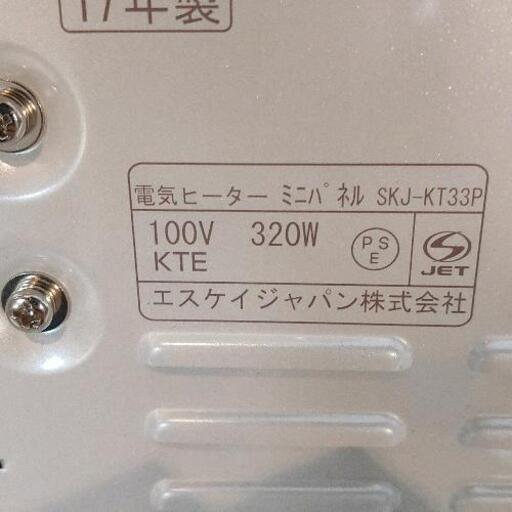 17年製
電気ヒーター ﾐﾆﾊﾟﾈﾙ SKJ-KT33P
100V 320W
KTE
PSE
JET
エスケイジャパン株式会社